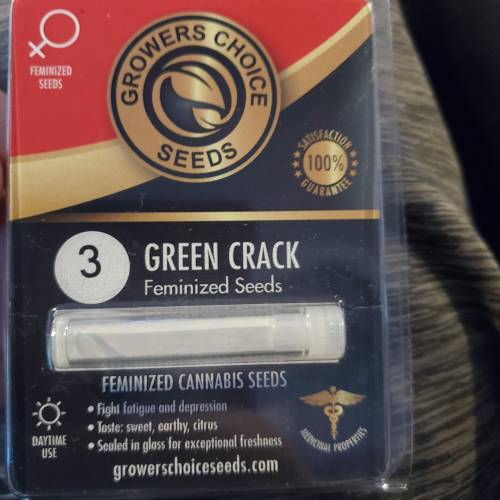 FEMINIZED
SEEDS
GROWERS CHOICE
SEEDS
SATISFACTION
100%
GUARANTEE
3
GREEN CRACK
Feminized Seeds
FEMINIZED CANNABIS SEEDS
• Fight fatigue and depression
• Taste: sweet, earthy, citrus
• Sealed in glass for exceptional freshness
DAYTIME
USE
MEDICINAL PROPERTIES
growerschoiceseeds.com